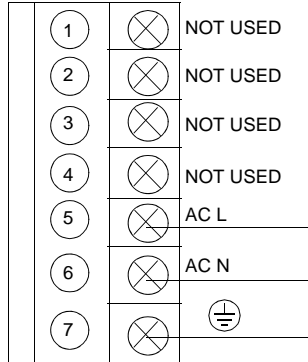 1 NOT USED
2 NOT USED
3 NOT USED
4 NOT USED
5 AC L
6 AC N
7